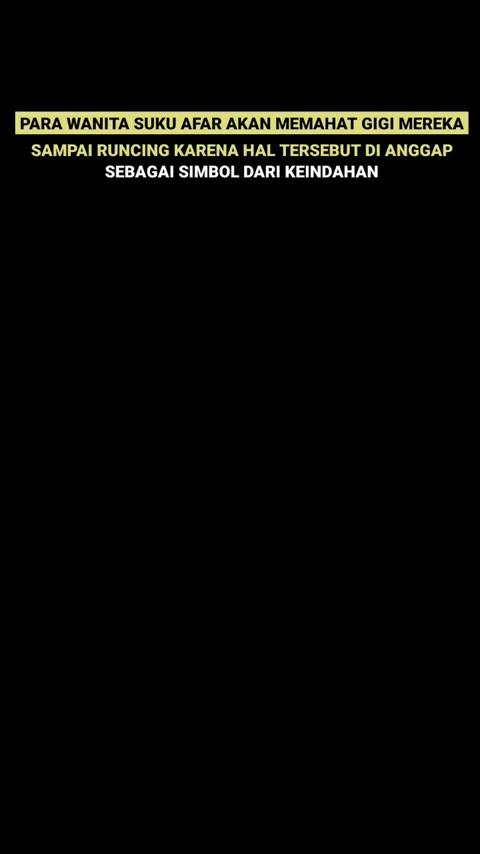 PARA WANITA SUKU AFAR AKAN MEMAHAT GIGI MEREKA
SAMPAI RUNCING KARENA HAL TERSEBUT DI ANGGAP
SEBAGAI SIMBOL DARI KEINDAHAN